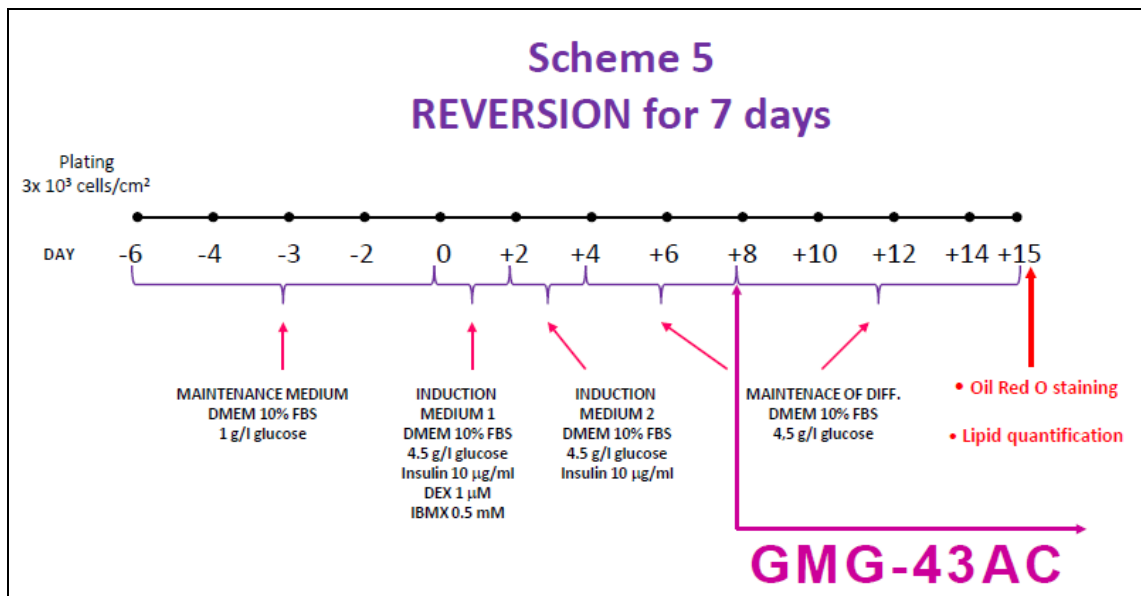 Scheme 5
REVERSION for 7 days
Plating
3x 10³ cells/cm²
DAY -6 -4 -3 -2 0 +2 +4 +6 +8 +10 +12 +14 +15
MAINTENANCE MEDIUM
DMEM 10% FBS
1 g/l glucose
INDUCTION
MEDIUM 1
DMEM 10% FBS
4.5 g/l glucose
Insulin 10 µg/ml
DEX 1 µM
IBMX 0.5 mM
INDUCTION
MEDIUM 2
DMEM 10% FBS
4.5 g/l glucose
Insulin 10 µg/ml
MAINTENACE OF DIFF.
DMEM 10% FBS
4,5 g/l glucose
• Oil Red O staining
• Lipid quantification
GMG-43AC